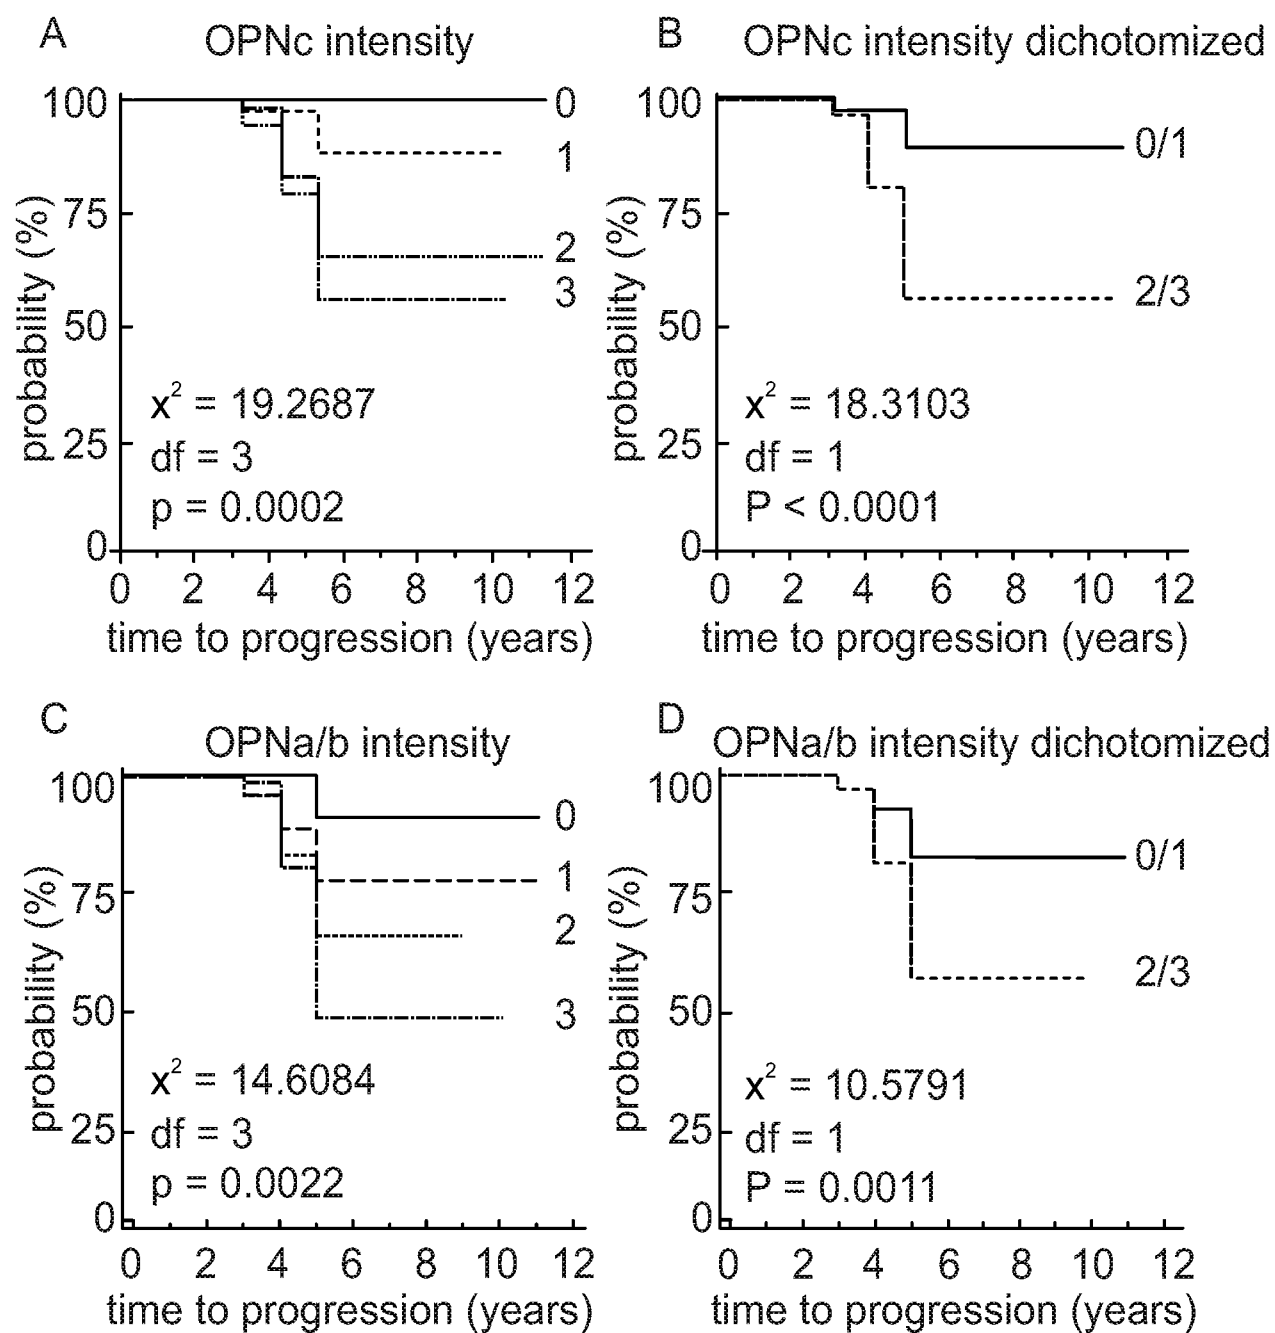 A
OPNc intensity
100
75
50
25
0
probability (%)
0
1
2
3
x² = 19.2687
df = 3
p = 0.0002
0 2 4 6 8 10 12
time to progression (years)
B
OPNc intensity dichotomized
100
75
50
25
0
probability (%)
0/1
2/3
x² = 18.3103
df = 1
P < 0.0001
0 2 4 6 8 10 12
time to progression (years)
C
OPNa/b intensity
100
75
50
25
0
probability (%)
0
1
2
3
x² = 14.6084
df = 3
p = 0.0022
0 2 4 6 8 10 12
time to progression (years)
D
OPNa/b intensity dichotomized
100
75
50
25
0
probability (%)
0/1
2/3
x² = 10.5791
df = 1
P = 0.0011
0 2 4 6 8 10 12
time to progression (years)